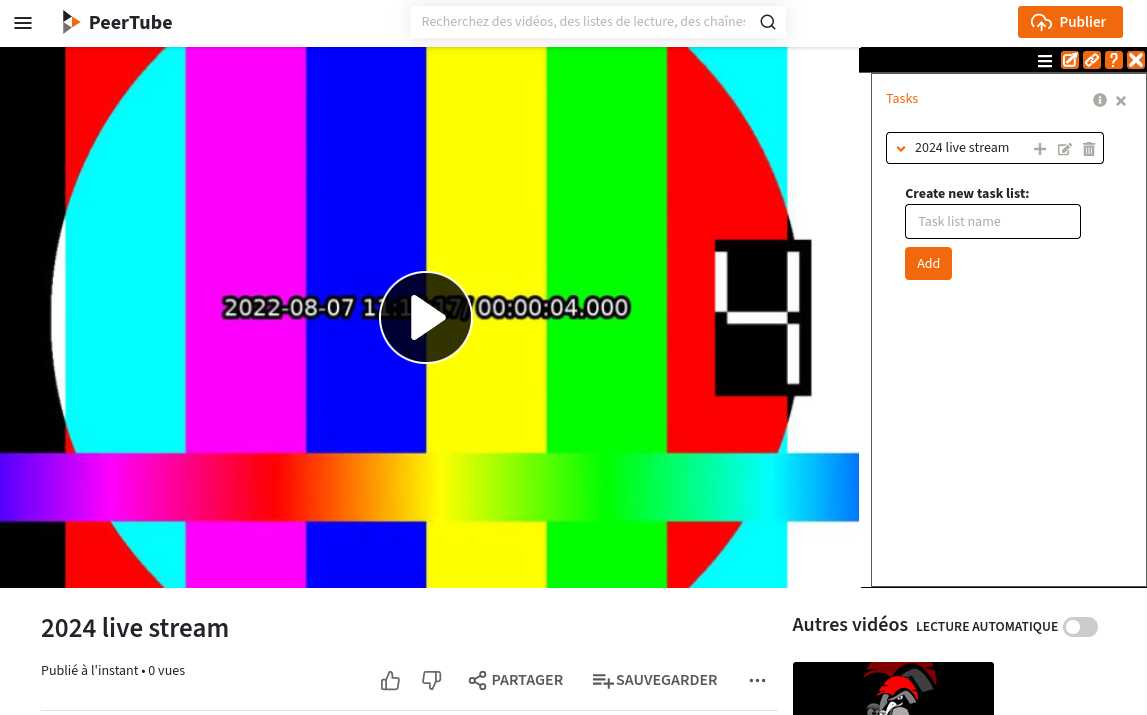 PeerTube
Recherchez des vidéos, des listes de lecture, des chaînes
Publier
Tasks
2024 live stream
Create new task list:
Task list name
Add
2022-08-07 11:1 17/ 00:00:04.000
4
2024 live stream
Publié à l'instant • 0 vues
PARTAGER
SAUVEGARDER
Autres vidéos
LECTURE AUTOMATIQUE